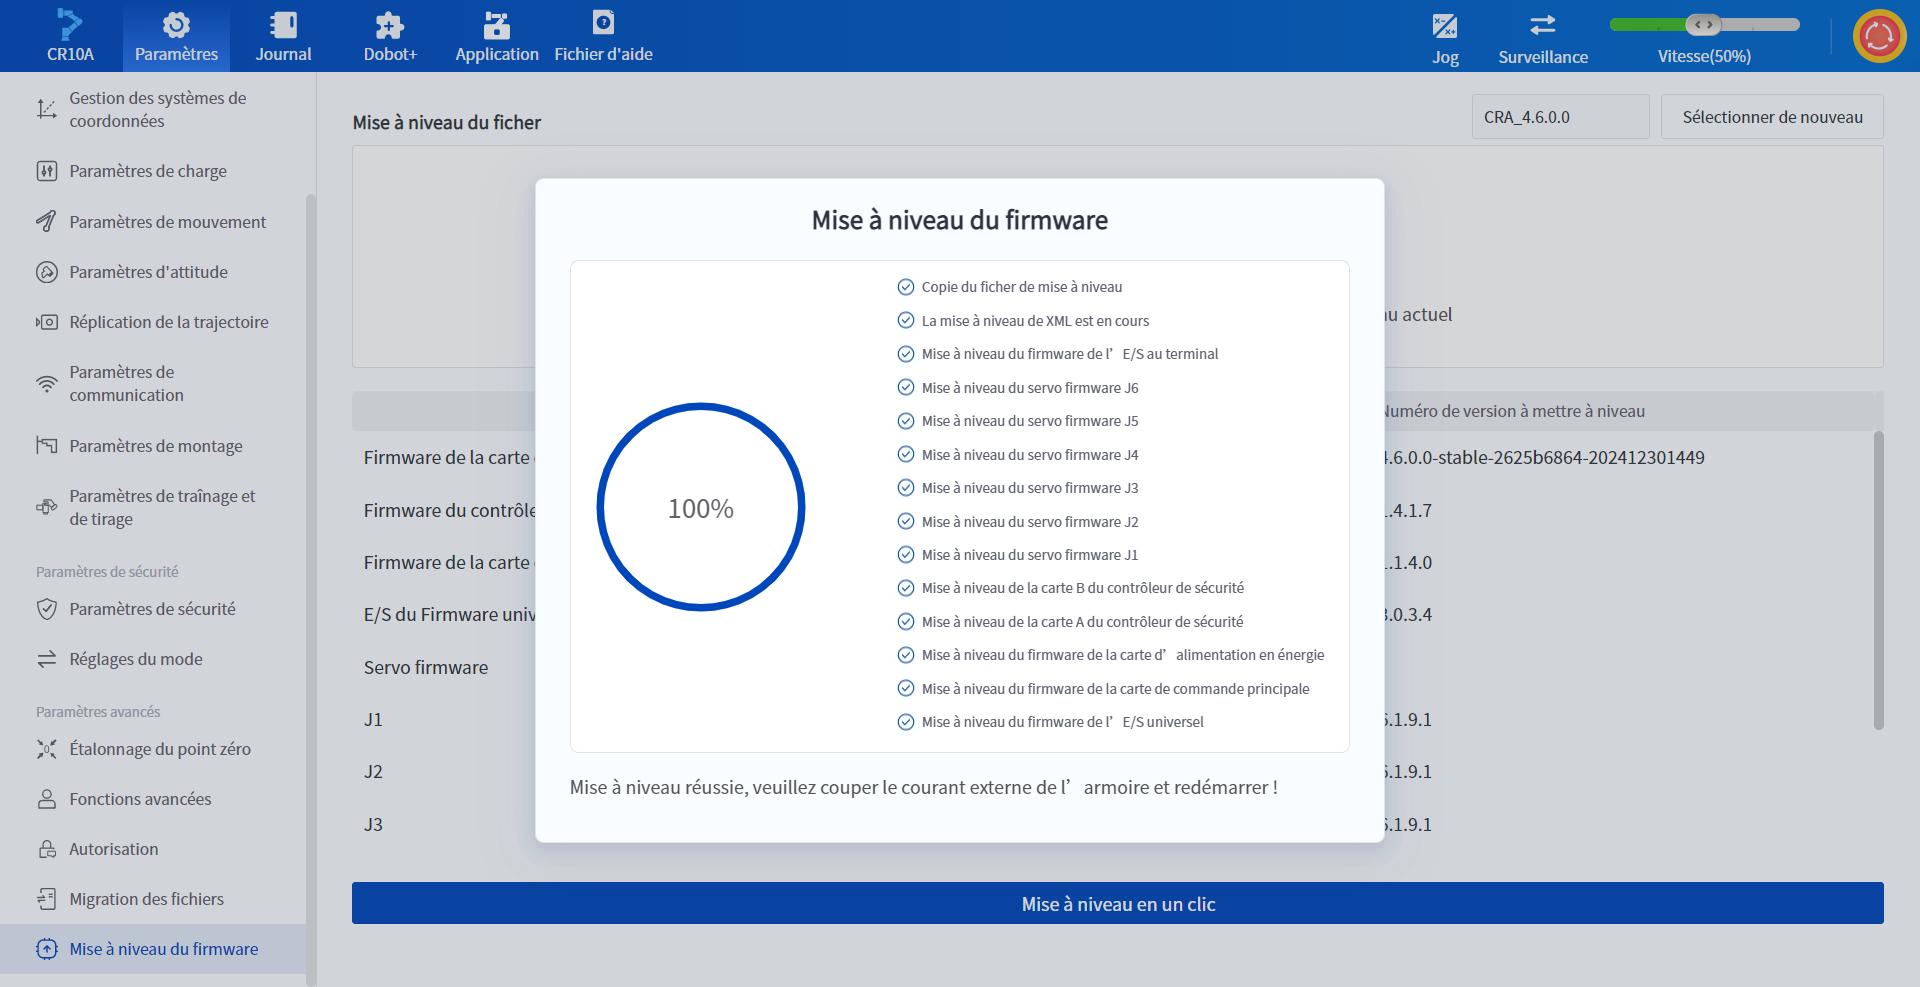 CR10A
Paramètres
Journal
Dobot+
Application
Fichier d'aide
Jog
Surveillance
Vitesse(50%)
Gestion des systèmes de
coordonnées
Paramètres de charge
Paramètres de mouvement
Paramètres d'attitude
Réplication de la trajectoire
Paramètres de
communication
Paramètres de montage
Paramètres de traînage et
de tirage
Paramètres de sécurité
Paramètres de sécurité
Réglages du mode
Paramètres avancés
Étalonnage du point zéro
Fonctions avancées
Autorisation
Migration des fichiers
Mise à niveau du firmware
Mise à niveau du ficher
CRA_4.6.0.0
Sélectionner de nouveau
actuel
Numéro de version à mettre à niveau
Firmware de la carte
4.6.0.0-stable-2625b6864-202412301449
Firmware du contrôle
.4.1.7
Firmware de la carte
.1.4.0
E/S du Firmware univ
.0.3.4
Servo firmware
J1
6.1.9.1
J2
6.1.9.1
J3
6.1.9.1
Mise à niveau en un clic
Mise à niveau du firmware
100%
Copie du ficher de mise à niveau
La mise à niveau de XML est en cours
Mise à niveau du firmware de l’E/S au terminal
Mise à niveau du servo firmware J6
Mise à niveau du servo firmware J5
Mise à niveau du servo firmware J4
Mise à niveau du servo firmware J3
Mise à niveau du servo firmware J2
Mise à niveau du servo firmware J1
Mise à niveau de la carte B du contrôleur de sécurité
Mise à niveau de la carte A du contrôleur de sécurité
Mise à niveau du firmware de la carte d’alimentation en énergie
Mise à niveau du firmware de la carte de commande principale
Mise à niveau du firmware de l’E/S universel
Mise à niveau réussie, veuillez couper le courant externe de l’armoire et redémarrer !